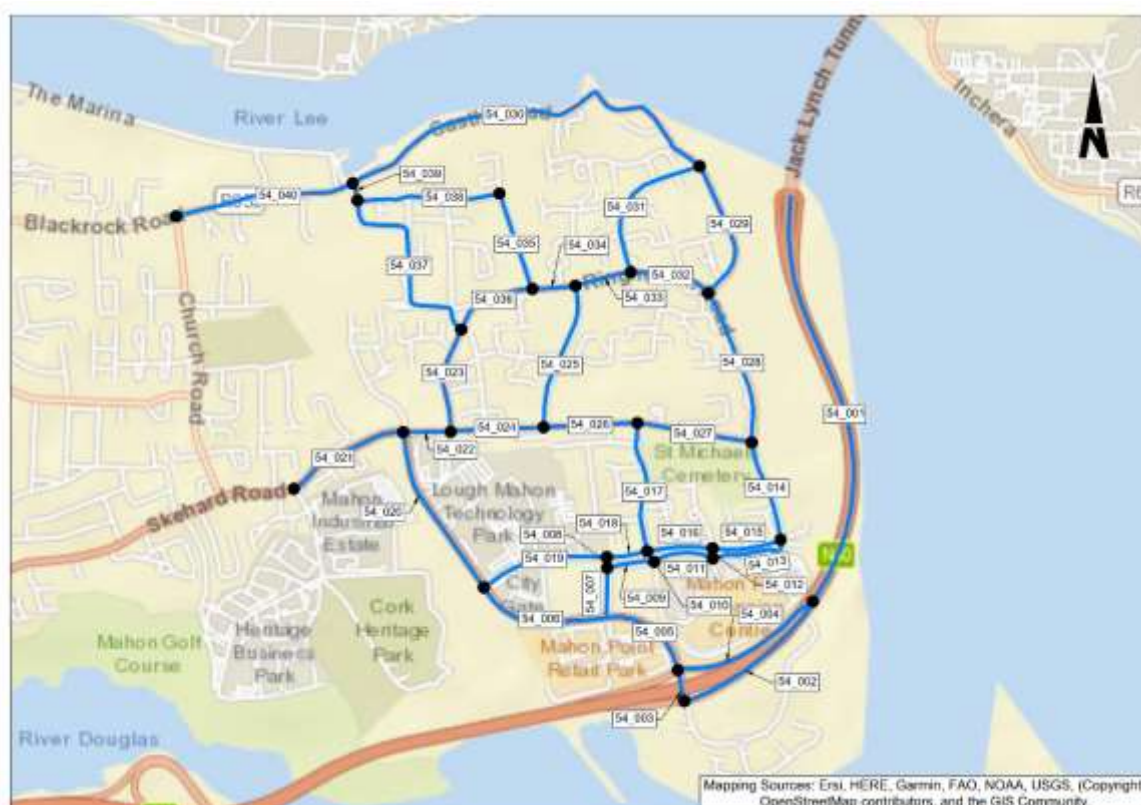 The Marina
River Lee
54_030
Jack Lynch Tunn
Inchera
54_039
54_040
54_038
Blackrock Road
54_031
54_029
54_035
54_034
54_037
54_032
54_033
54_036
Church Road
54_028
54_025
54_023
54_001
54_024
54_026
54_027
54_022
54_021
St Michael
Cemetery
54_014
Lough Mahon
Technology
Park
Skehard Road
Mahon
Industrial
Estate
54_017
54_008
54_018
54_016
54_015
54_019
54_011
54_013
54_012
54_007
54_009
54_010
City
Gate
54_004
54_006
54_005
Cork
Heritage
Park
Mahon Golf
Course
Heritage
Business
Park
Mahon Point
Retail Park
54_002
54_003
River Douglas
N
Mapping Sources: Esri, HERE, Garmin, FAO, NOAA, USGS, (Copyright
OpenStreetMap contributors, and the GIS Community